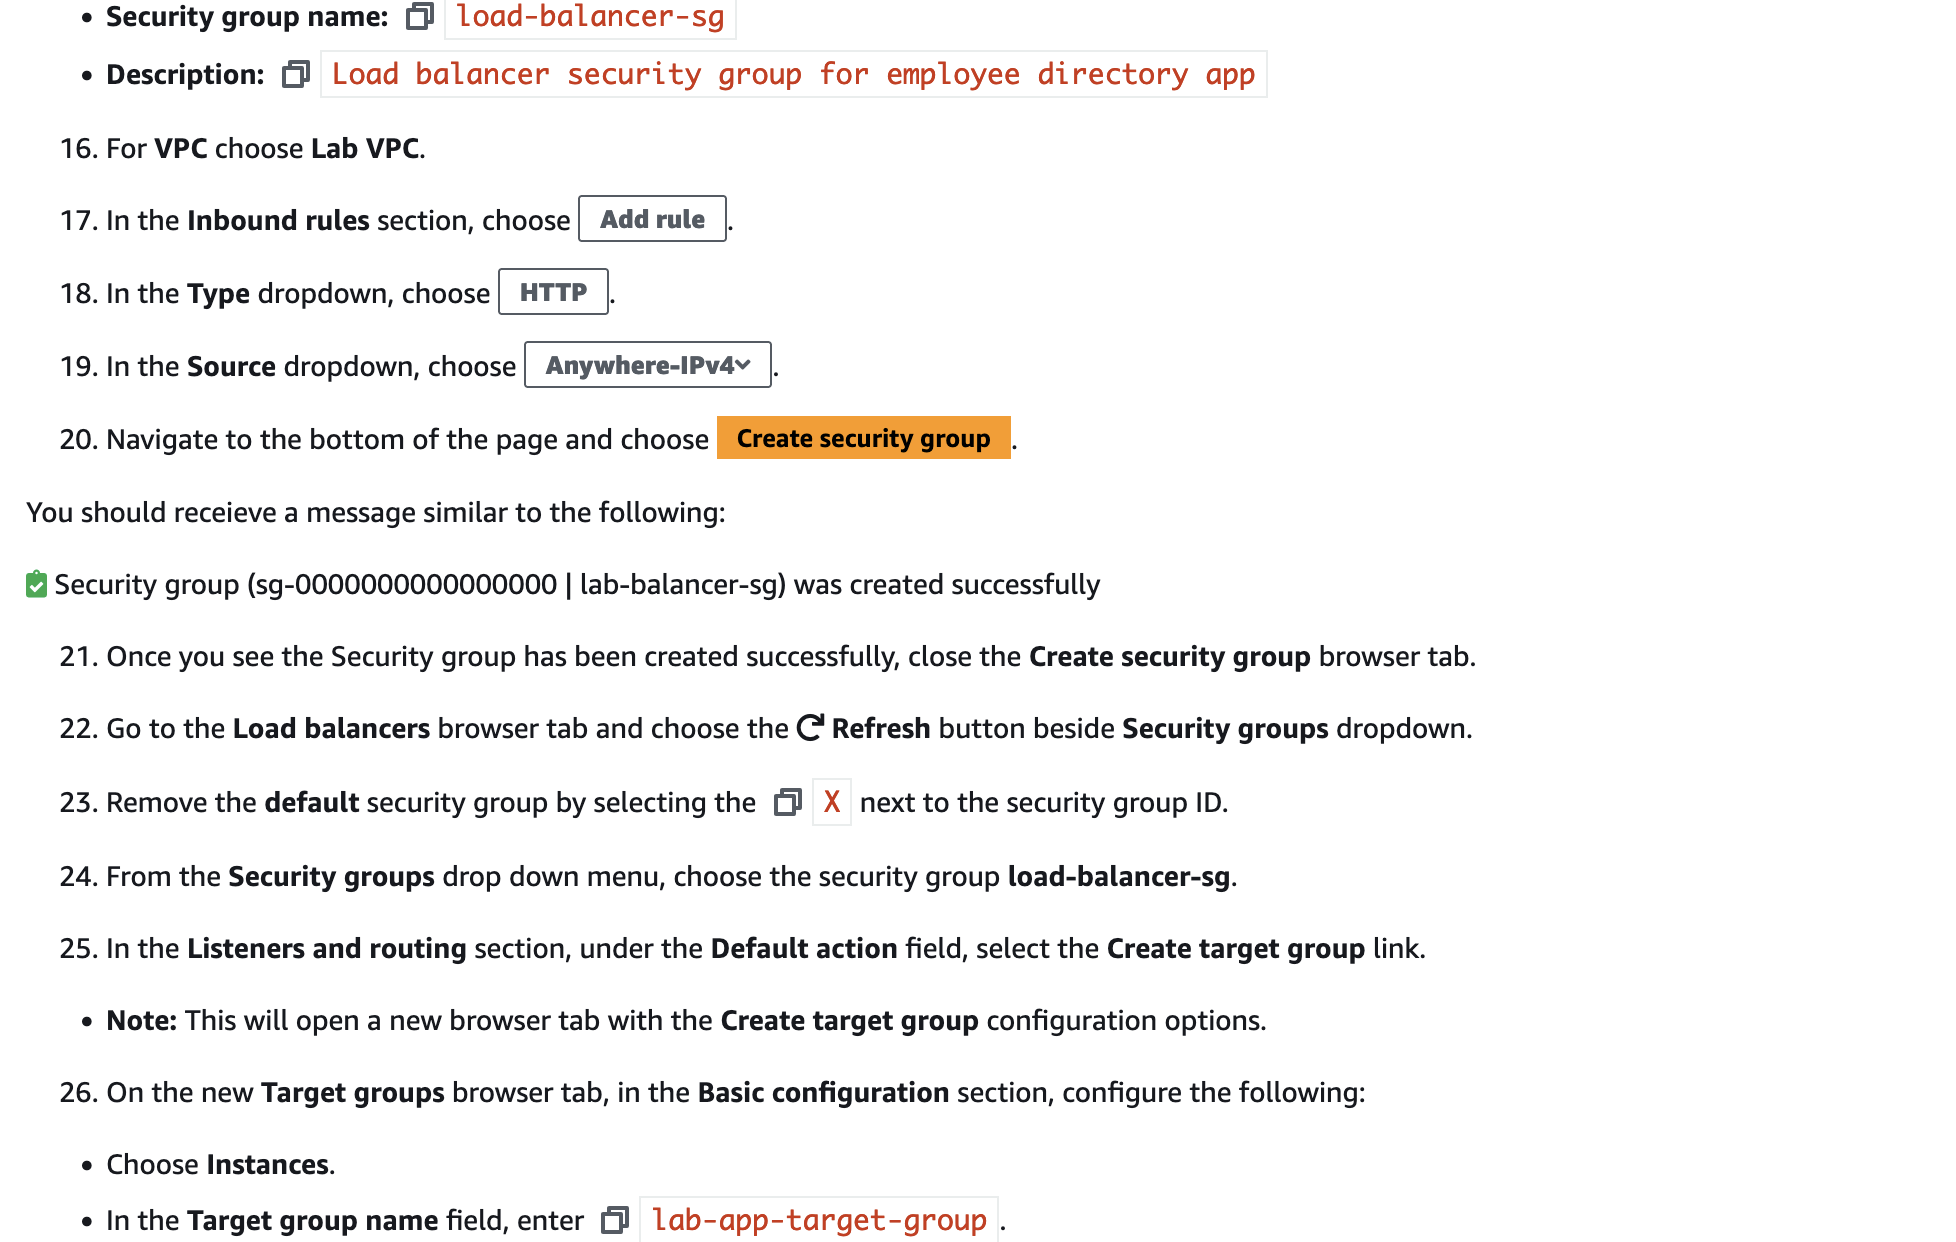 • Security group name: load-balancer-sg
• Description: Load balancer security group for employee directory app
16. For VPC choose Lab VPC.
17. In the Inbound rules section, choose Add rule.
18. In the Type dropdown, choose HTTP.
19. In the Source dropdown, choose Anywhere-IPv4.
20. Navigate to the bottom of the page and choose Create security group.
You should receieve a message similar to the following:
Security group (sg-0000000000000000 | lab-balancer-sg) was created successfully
21. Once you see the Security group has been created successfully, close the Create security group browser tab.
22. Go to the Load balancers browser tab and choose the Refresh button beside Security groups dropdown.
23. Remove the default security group by selecting the X next to the security group ID.
24. From the Security groups drop down menu, choose the security group load-balancer-sg.
25. In the Listeners and routing section, under the Default action field, select the Create target group link.
• Note: This will open a new browser tab with the Create target group configuration options.
26. On the new Target groups browser tab, in the Basic configuration section, configure the following:
• Choose Instances.
• In the Target group name field, enter lab-app-target-group.